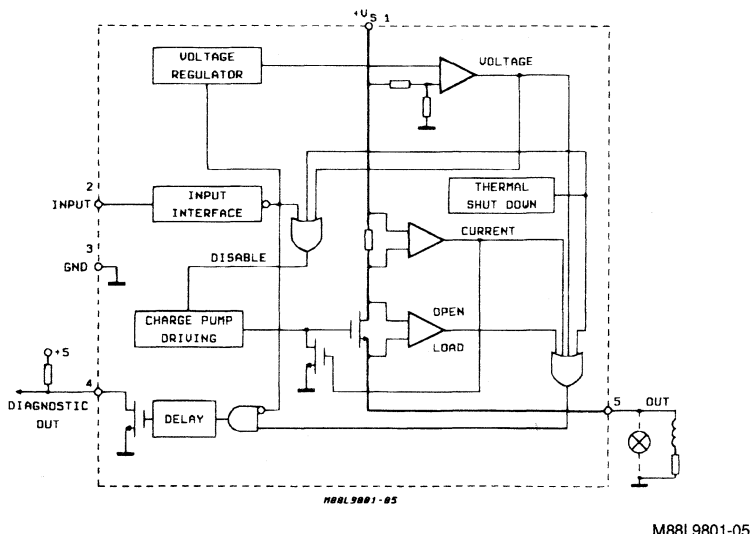 +Vs 1
VOLTAGE
REGULATOR
VOLTAGE
2
INPUT
INPUT
INTERFACE
THERMAL
SHUT DOWN
CURRENT
3
GND
DISABLE
CHARGE PUMP
DRIVING
OPEN
LOAD
+5
4
DIAGNOSTIC
OUT
DELAY
5 OUT
M88L9801-05
M88L9801-05